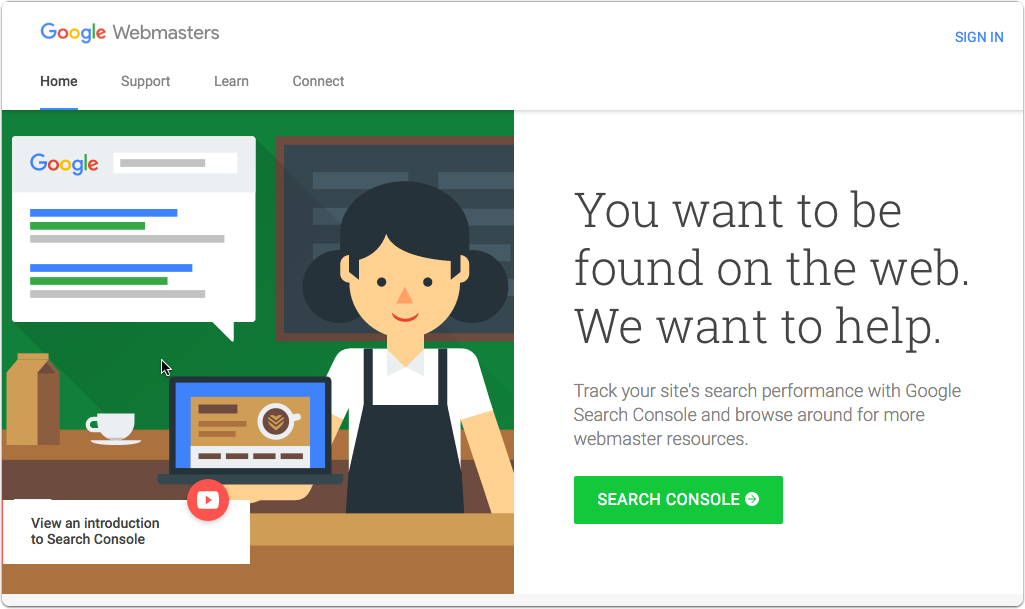 Google Webmasters
SIGN IN
Home Support Learn Connect
Google
You want to be
found on the web.
We want to help.
Track your site's search performance with Google
Search Console and browse around for more
webmaster resources.
SEARCH CONSOLE
View an introduction
to Search Console